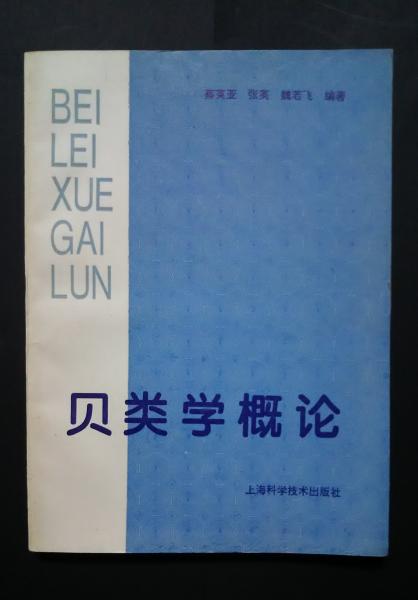 蔡英亚 张英 魏若飞 编著
BEI
LEI
XUE
GAI
LUN
贝类学概论
上海科学技术出版社